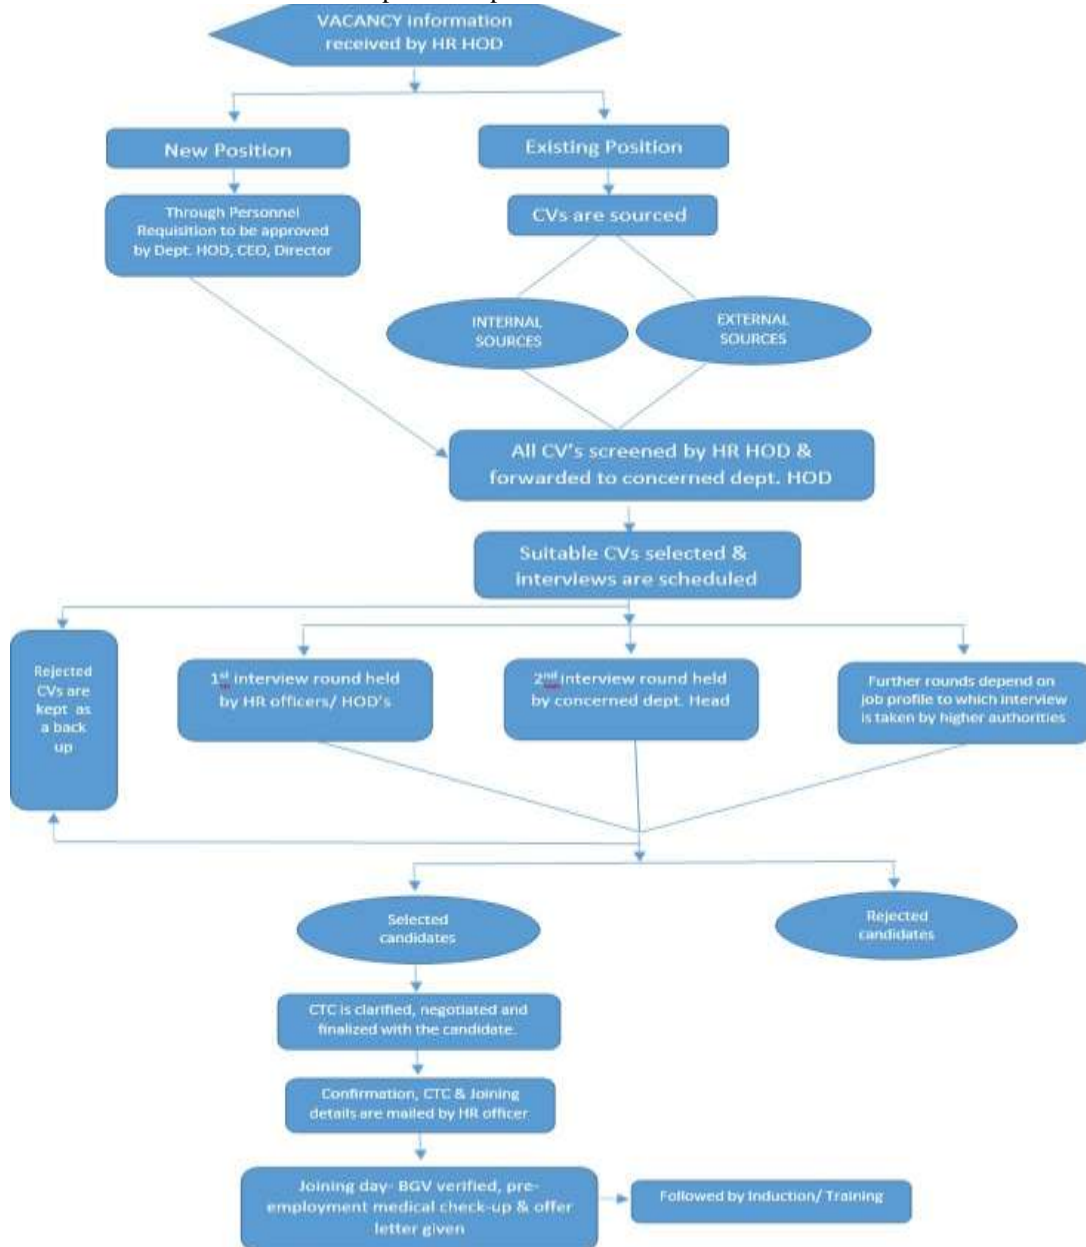 VACANCY information
received by HR HOD
New Position
Existing Position
Through Personnel
Requisition to be approved
by Dept. HOD, CEO, Director
CVs are sourced
INTERNAL
SOURCES
EXTERNAL
SOURCES
All CV's screened by HR HOD &
forwarded to concerned dept. HOD
Suitable CVs selected &
interviews are scheduled
Rejected
CVs are
kept as
a back
up
1st interview round held
by HR officers/ HOD's
2nd interview round held
by concerned dept. Head
Further rounds depend on
job profile to which interview
is taken by higher authorities
Selected
candidates
Rejected
candidates
CTC is clarified, negotiated and
finalized with the candidate.
Confirmation, CTC & Joining
details are mailed by HR officer
Joining day- BGV verified, pre-
employment medical check-up & offer
letter given
Followed by Induction/ Training